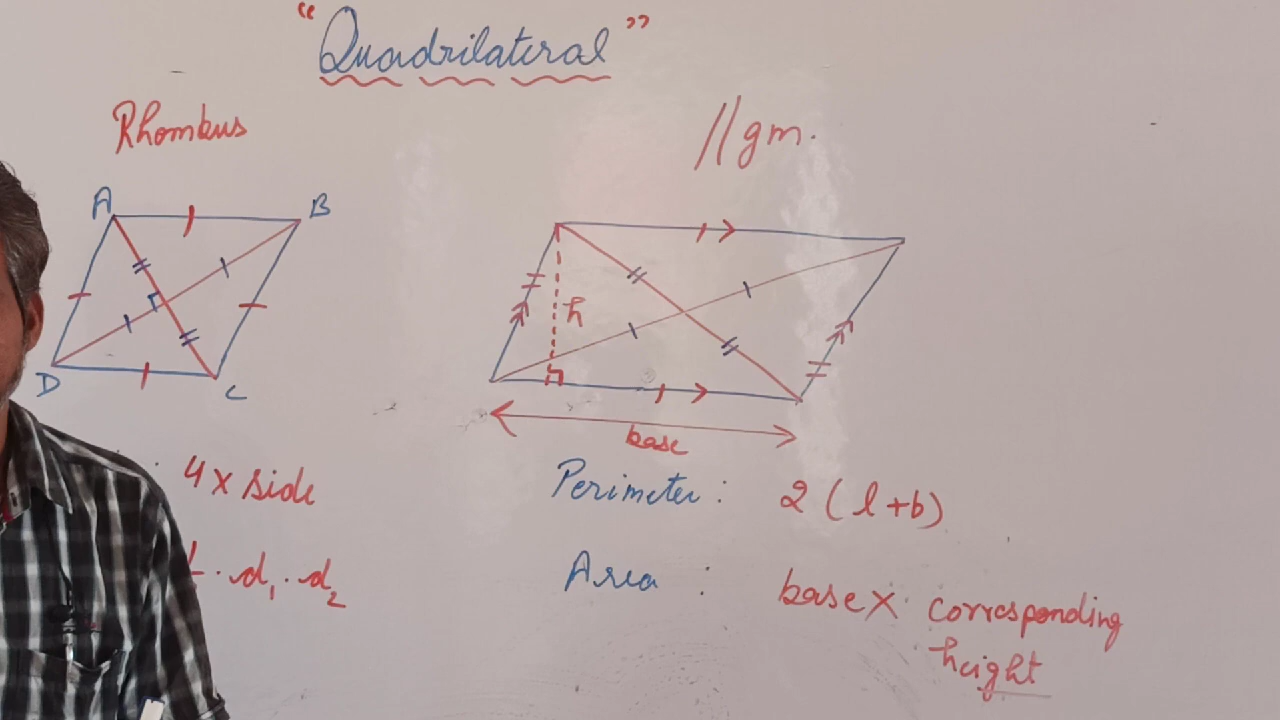 "Quadrilateral"
Rhombus
//gm.
A
B
D
C
h
base
: 4 x side
Perimeter : 2 (l+b)
. d₁ . d₂
Area : base x corresponding
height